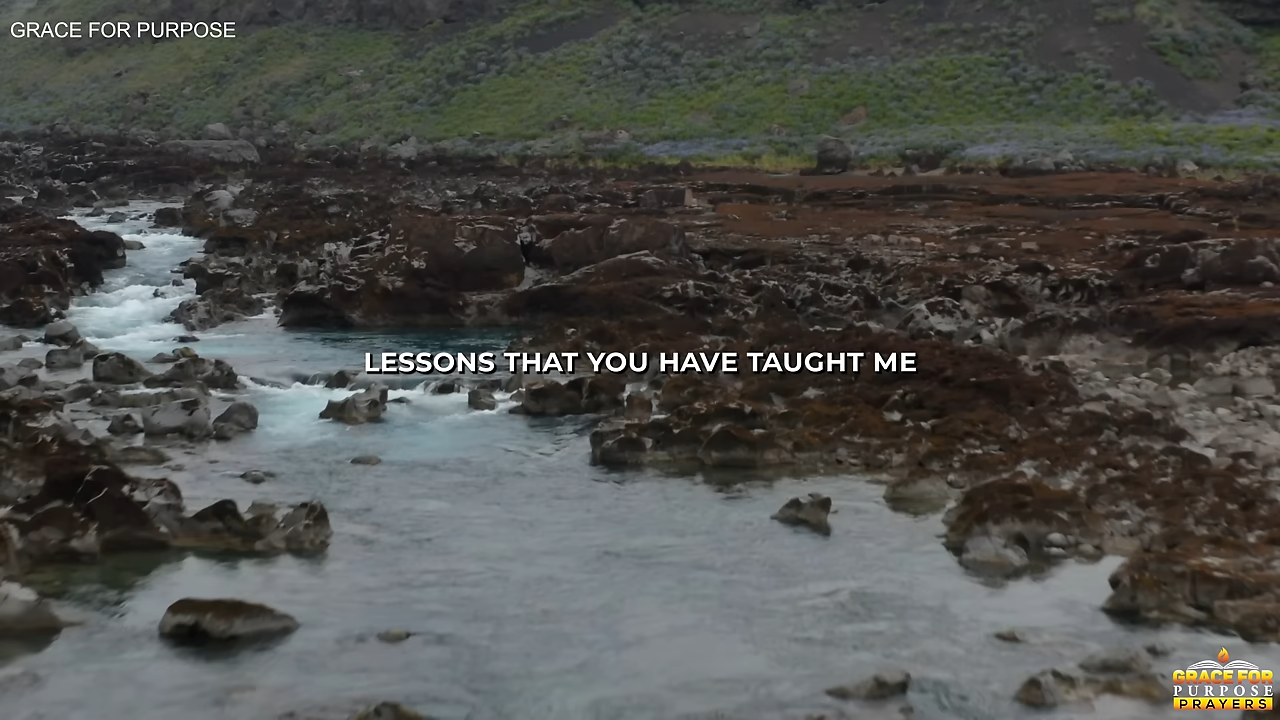 GRACE FOR PURPOSE
LESSONS THAT YOU HAVE TAUGHT ME
GRACE FOR
PURPOSE
PRAYERS